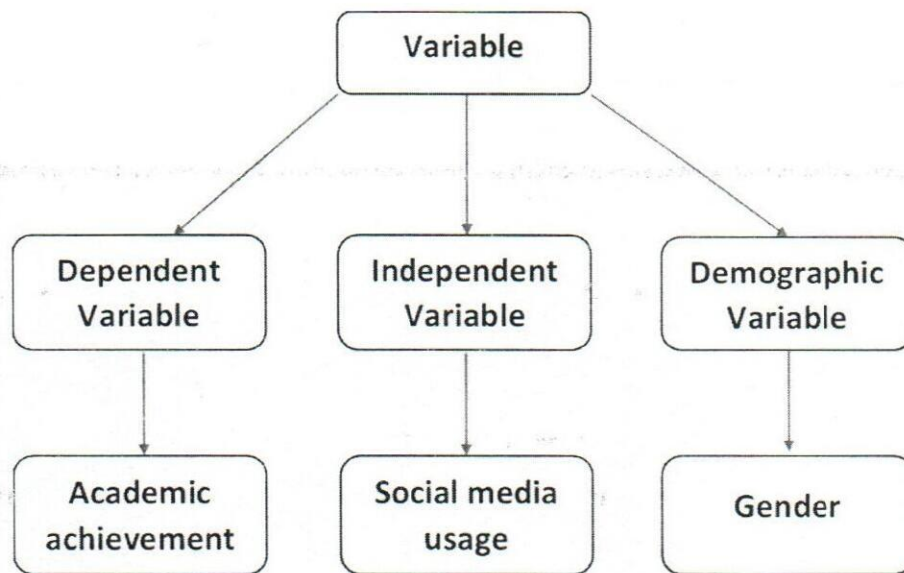 Variable
Dependent
Variable
Independent
Variable
Demographic
Variable
Academic
achievement
Social media
usage
Gender